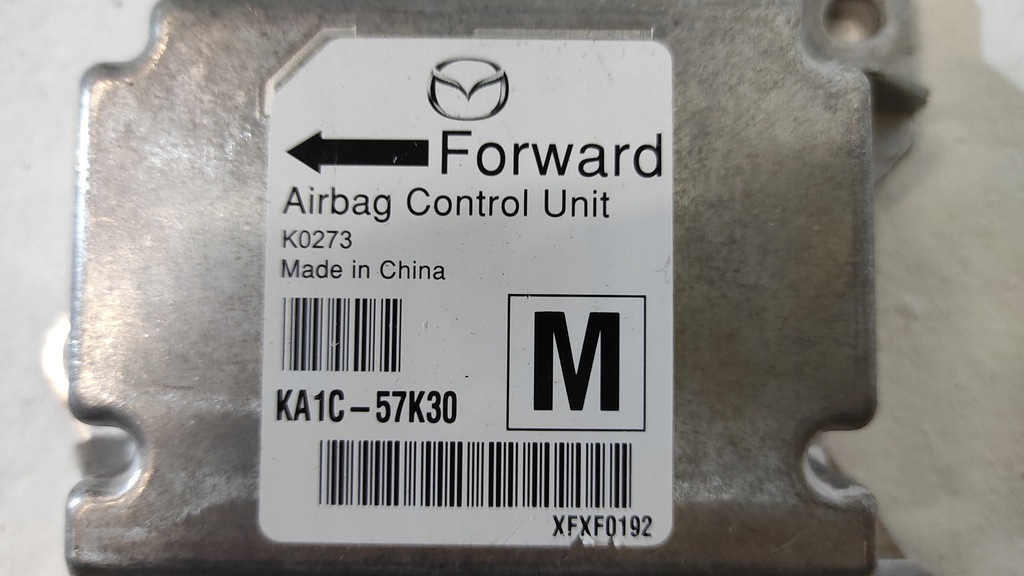 Forward
Airbag Control Unit
K0273
Made in China
M
KA1C-57K30
XFXF0192